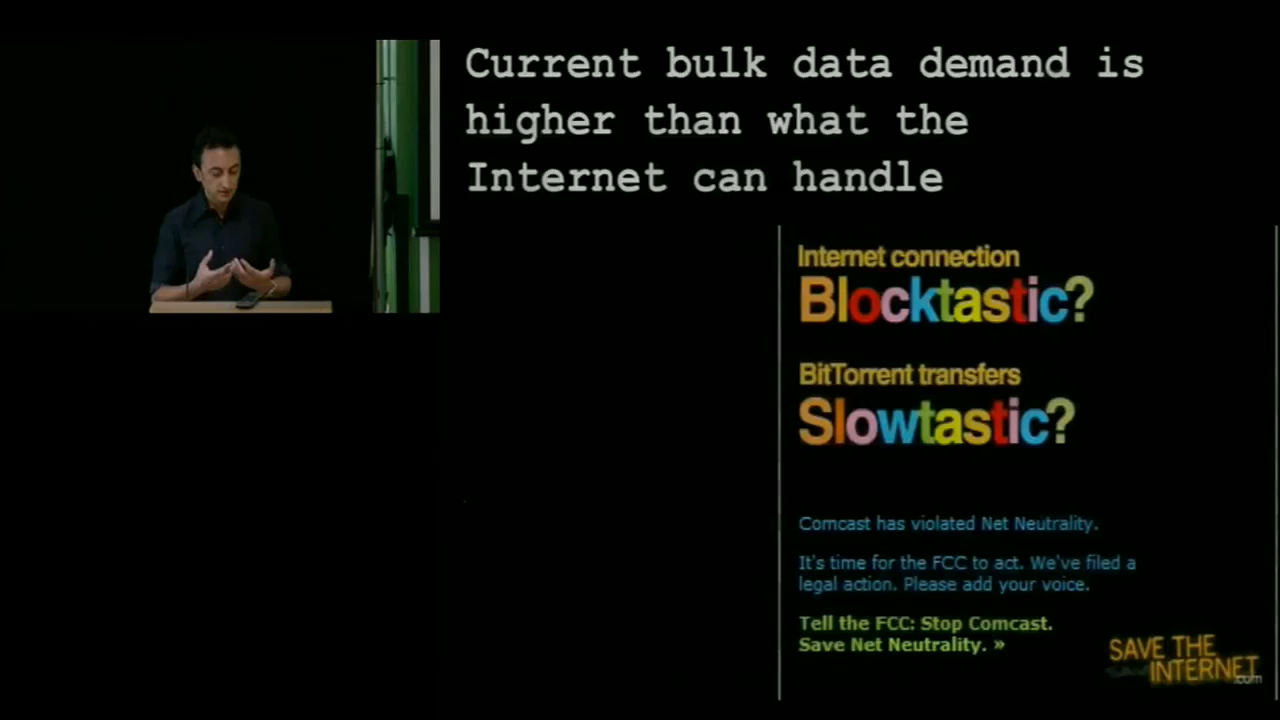 Current bulk data demand is
higher than what the
Internet can handle
Internet connection
Blocktastic?
BitTorrent transfers
Slowtastic?
Comcast has violated Net Neutrality.
It's time for the FCC to act. We've filed a
legal action. Please add your voice.
Tell the FCC: Stop Comcast.
Save Net Neutrality. »
SAVE THE
INTERNET
.com